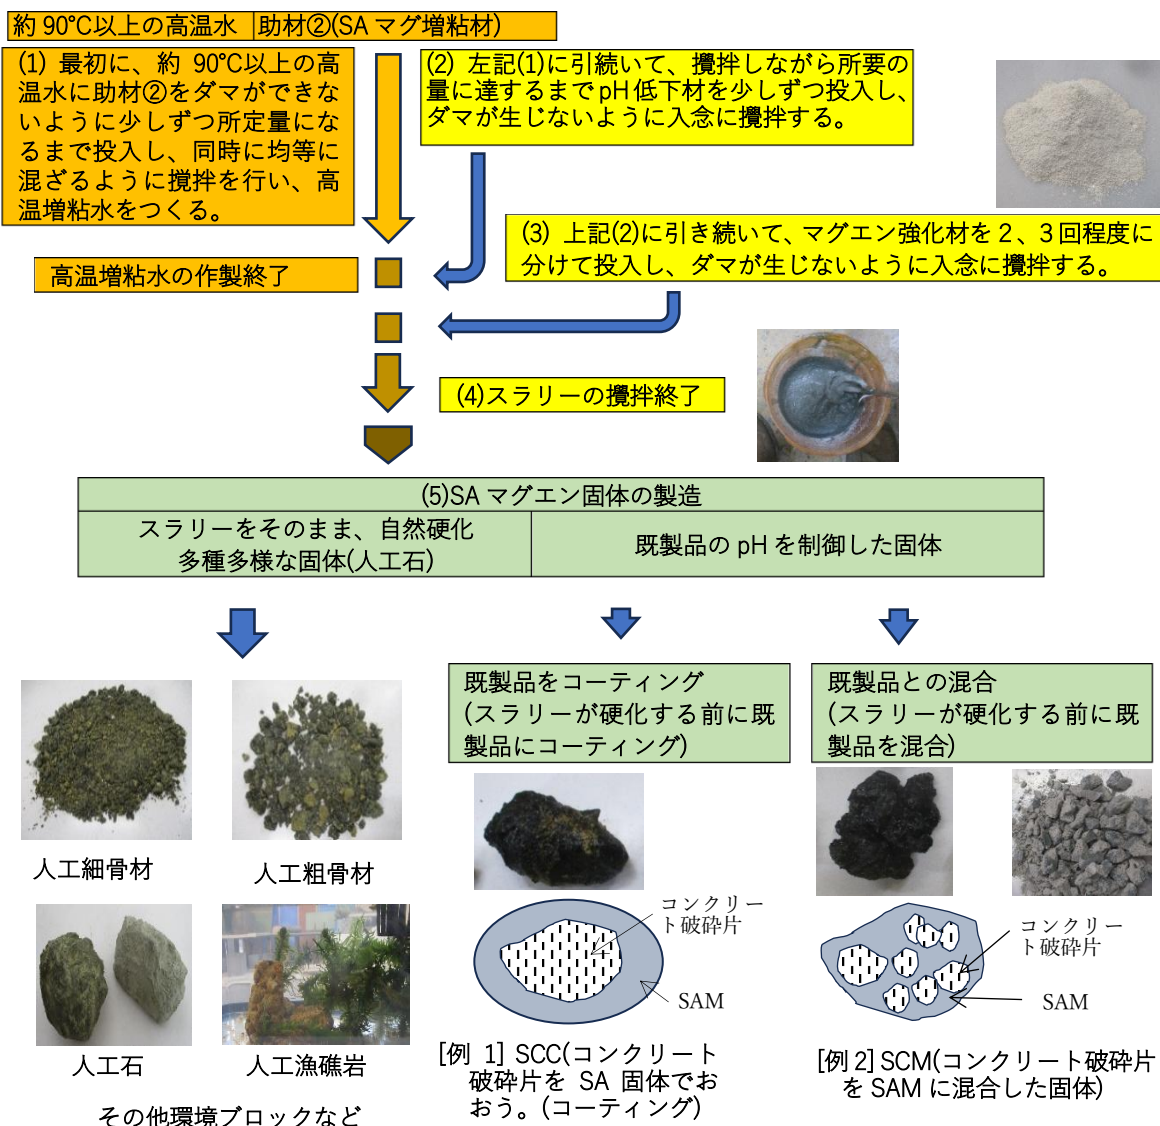 約90℃以上の高温水
助材②(SAマグ増粘材)
(1) 最初に、約 90℃以上の高
温水に助材②をダマができな
いように少しずつ所定量にな
るまで投入し、同時に均等に
混ざるように攪拌を行い、高
温増粘水をつくる。
(2) 左記(1)に引続いて、攪拌しながら所要の
量に達するまでpH低下材を少しずつ投入し、
ダマが生じないように入念に攪拌する。
(3) 上記(2)に引き続いて、マグエン強化材を2、3回程度に
分けて投入し、ダマが生じないように入念に攪拌する。
高温増粘水の作製終了
(4)スラリーの攪拌終了
(5)SAマグエン固体の製造
スラリーをそのまま、自然硬化
多種多様な固体(人工石)
既製品のpHを制御した固体
既製品をコーティング
(スラリーが硬化する前に既
製品にコーティング)
既製品との混合
(スラリーが硬化する前に既
製品を混合)
人工細骨材
人工粗骨材
人工石
人工漁礁岩
その他環境ブロックなど
コンクリー
ト破砕片
SAM
[例 1] SCC(コンクリート
破砕片を SA 固体でお
おう。(コーティング)
コンクリー
ト破砕片
SAM
[例2] SCM(コンクリート破砕片
をSAMに混合した固体)